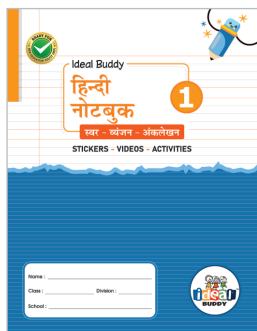 Ideal Buddy
हिन्दी
नोटबुक
1
स्वर - व्यंजन - अंकलेखन
STICKERS - VIDEOS - ACTIVITIES
Name :
Class : Division :
School :
ideal
BUDDY